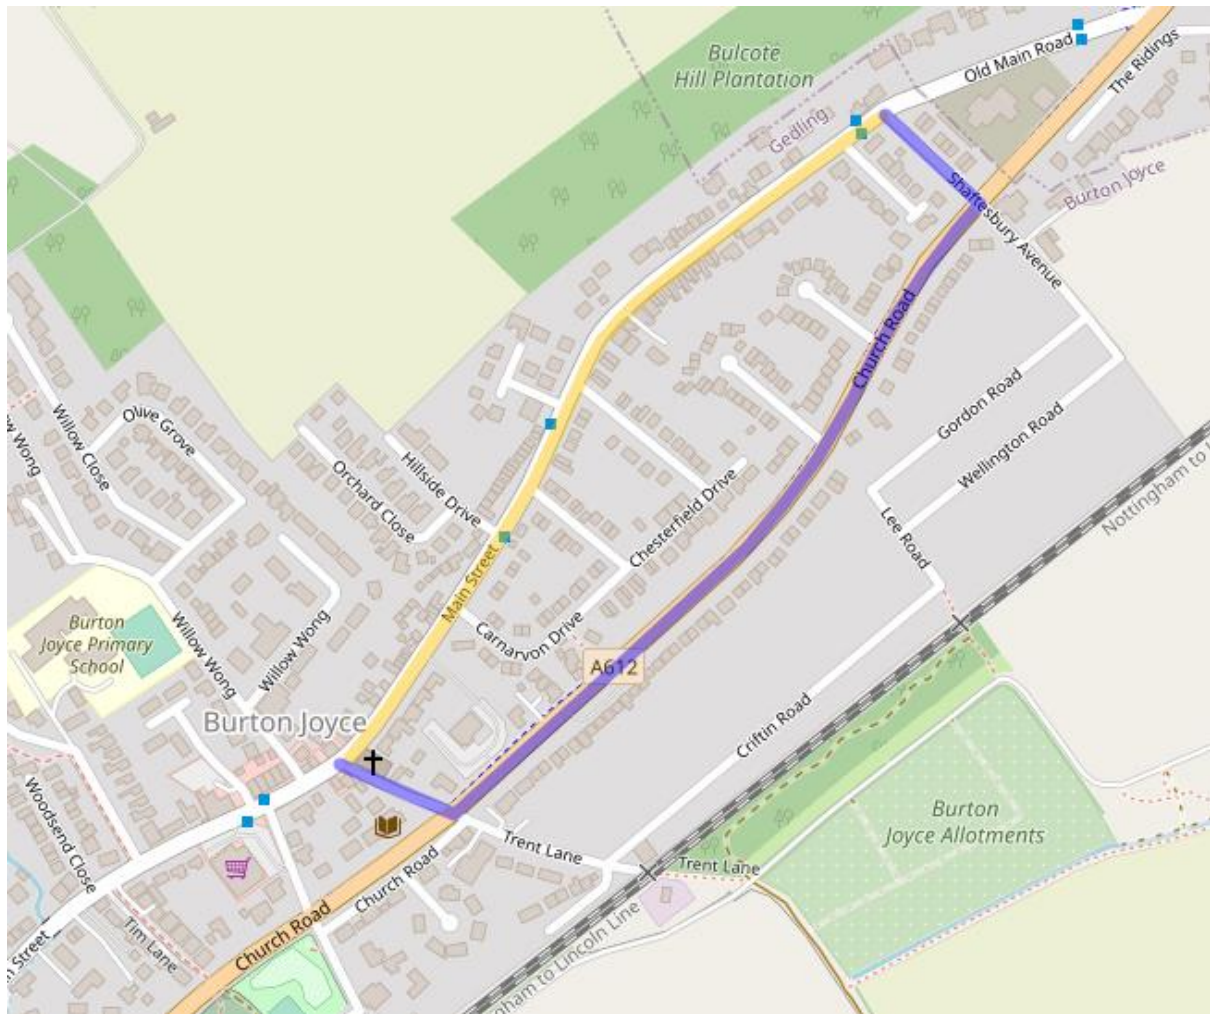 Bulcote
Hill Plantation
Old Main Road
The Ridings
Gedling
Burton Joyce
Shaftesbury Avenue
Church Road
Gordon Road
Wellington Road
Nottingham to
Willow Close
Olive Grove
Wong
Hillside Drive
Orchard Close
Chesterfield Drive
Lee Road
Main Street
Carnarvon Drive
A612
Burton
Joyce Primary
School
Willow Wong
Willow Wong
Burton Joyce
Criftin Road
Woodsend Close
Burton
Joyce Allotments
Trent Lane
Trent Lane
Church Road
Church Road
Tim Lane
Street
ham to Lincoln Line